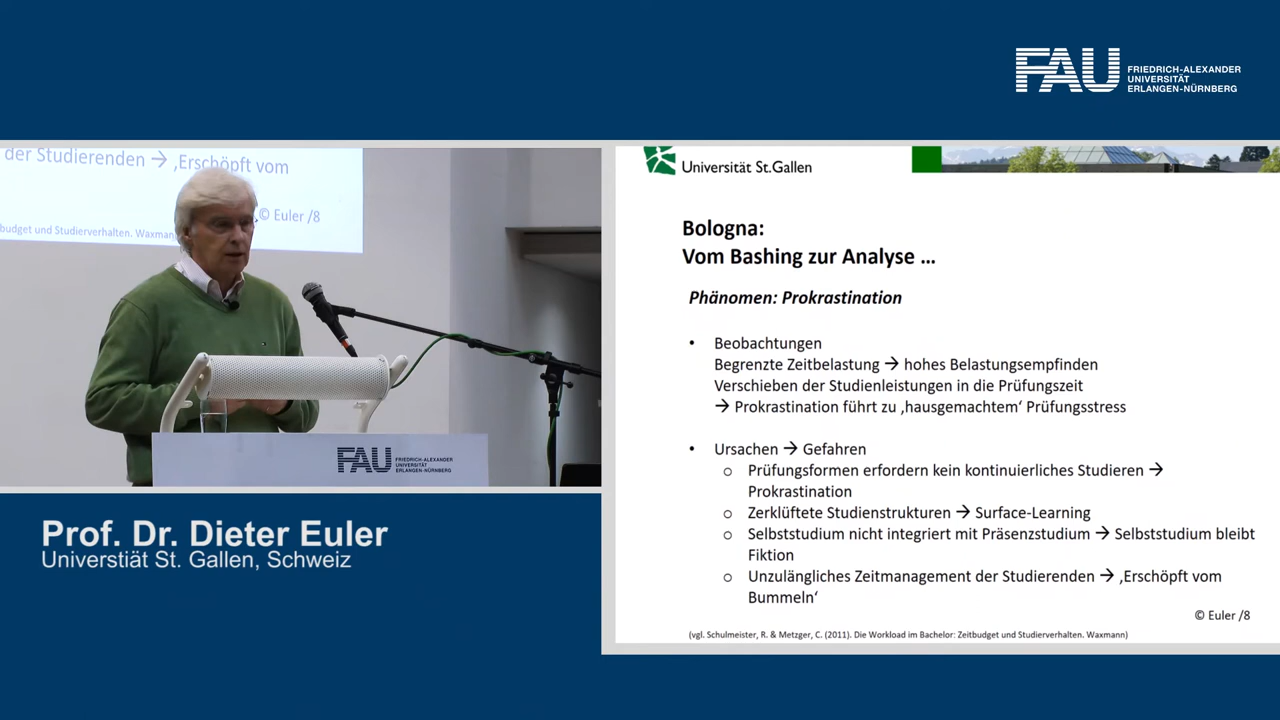 FAU FRIEDRICH-ALEXANDER
UNIVERSITÄT
ERLANGEN-NÜRNBERG
der Studierenden → ‚Erschöpft vom
© Euler /8
budget und Studierverhalten. Waxman
FAU FRIEDRICH-ALEXANDER
UNIVERSITÄT
ERLANGEN-NÜRNBERG
Prof. Dr. Dieter Euler
Universtiät St. Gallen, Schweiz
Universität St.Gallen
Bologna:
Vom Bashing zur Analyse ...
Phänomen: Prokrastination
• Beobachtungen
Begrenzte Zeitbelastung → hohes Belastungsempfinden
Verschieben der Studienleistungen in die Prüfungszeit
→ Prokrastination führt zu ‚hausgemachtem‘ Prüfungsstress
• Ursachen → Gefahren
o Prüfungsformen erfordern kein kontinuierliches Studieren →
Prokrastination
o Zerklüftete Studienstrukturen → Surface-Learning
o Selbststudium nicht integriert mit Präsenzstudium → Selbststudium bleibt
Fiktion
o Unzulängliches Zeitmanagement der Studierenden → ‚Erschöpft vom
Bummeln‘
© Euler /8
(vgl. Schulmeister, R. & Metzger, C. (2011). Die Workload im Bachelor: Zeitbudget und Studierverhalten. Waxmann)